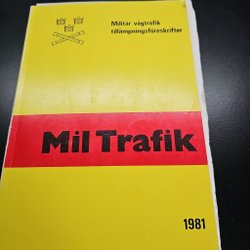 Militär vägtrafik
tillämpningsföreskrifter
Mil Trafik
1981